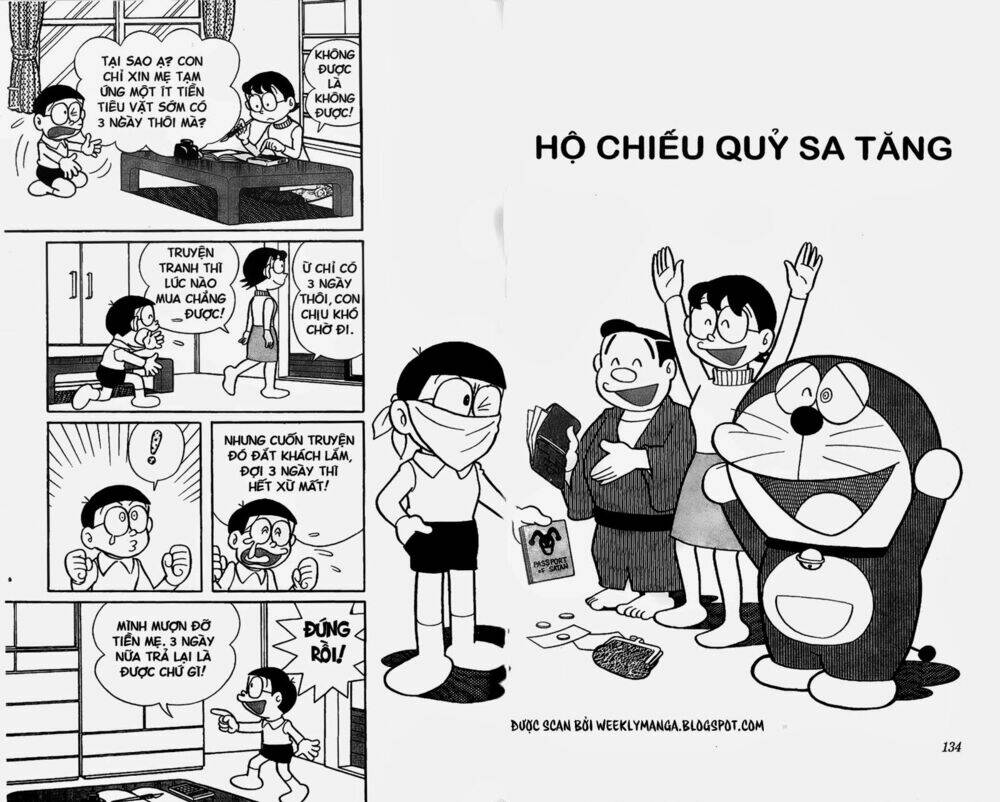 HỘ CHIẾU QUỶ SA TĂNG
PASSPORT
OF SATAN
ĐƯỢC SCAN BỞI WEEKLYMANGA.BLOGSPOT.COM
134
TẠI SAO Ạ? CON
CHỈ XIN MẸ TẠM
ỨNG MỘT ÍT TIỀN
TIÊU VẶT SỚM CÓ
3 NGÀY THÔI MÀ?
KHÔNG
ĐƯỢC
LÀ
KHÔNG
ĐƯỢC!
TRUYỆN
TRANH THÌ
LÚC NÀO
MUA CHẲNG
ĐƯỢC!
Ừ CHỈ CÓ
3 NGÀY
THÔI, CON
CHỊU KHÓ
CHỜ ĐI.
!
NHƯNG CUỐN TRUYỆN
ĐÓ ĐẮT KHÁCH LẮM,
ĐỢI 3 NGÀY THÌ
HẾT XỪ MẤT!
MÌNH MƯỢN ĐỠ
TIỀN MẸ. 3 NGÀY
NỮA TRẢ LẠI LÀ
ĐƯỢC CHỨ GÌ!
ĐÚNG
RỒI!